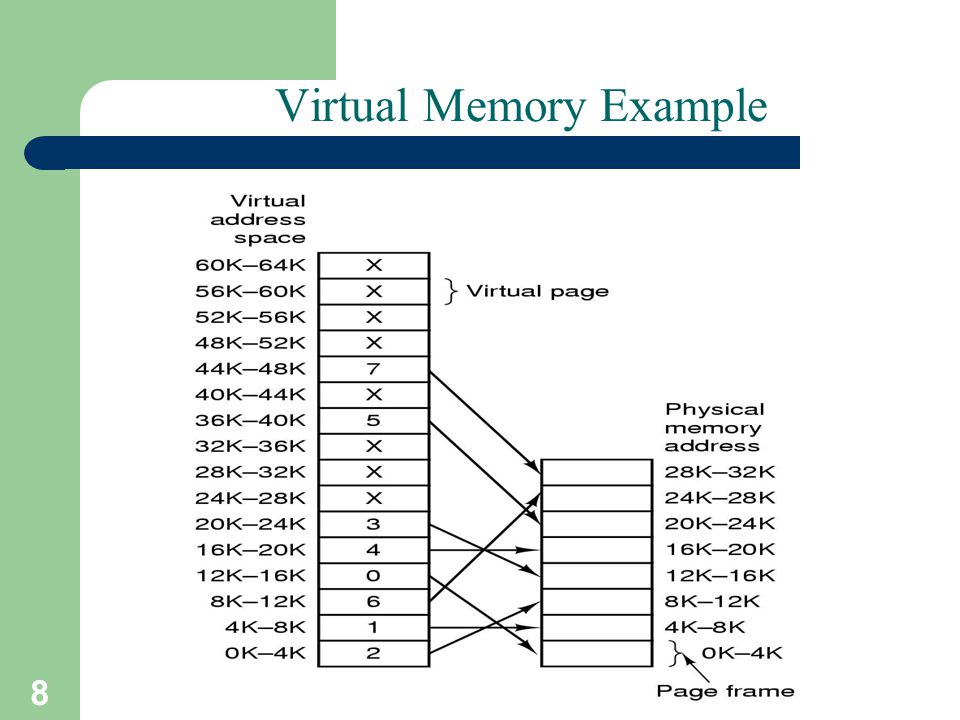 Virtual Memory Example
Virtual
address
space
60K–64K X
56K–60K X } Virtual page
52K–56K X
48K–52K X
44K–48K 7
40K–44K X
36K–40K 5
32K–36K X
28K–32K X
24K–28K X
20K–24K 3
16K–20K 4
12K–16K 0
8K–12K 6
4K–8K 1
0K–4K 2
Physical
memory
address
28K–32K
24K–28K
20K–24K
16K–20K
12K–16K
8K–12K
4K–8K
} 0K–4K
Page frame
8